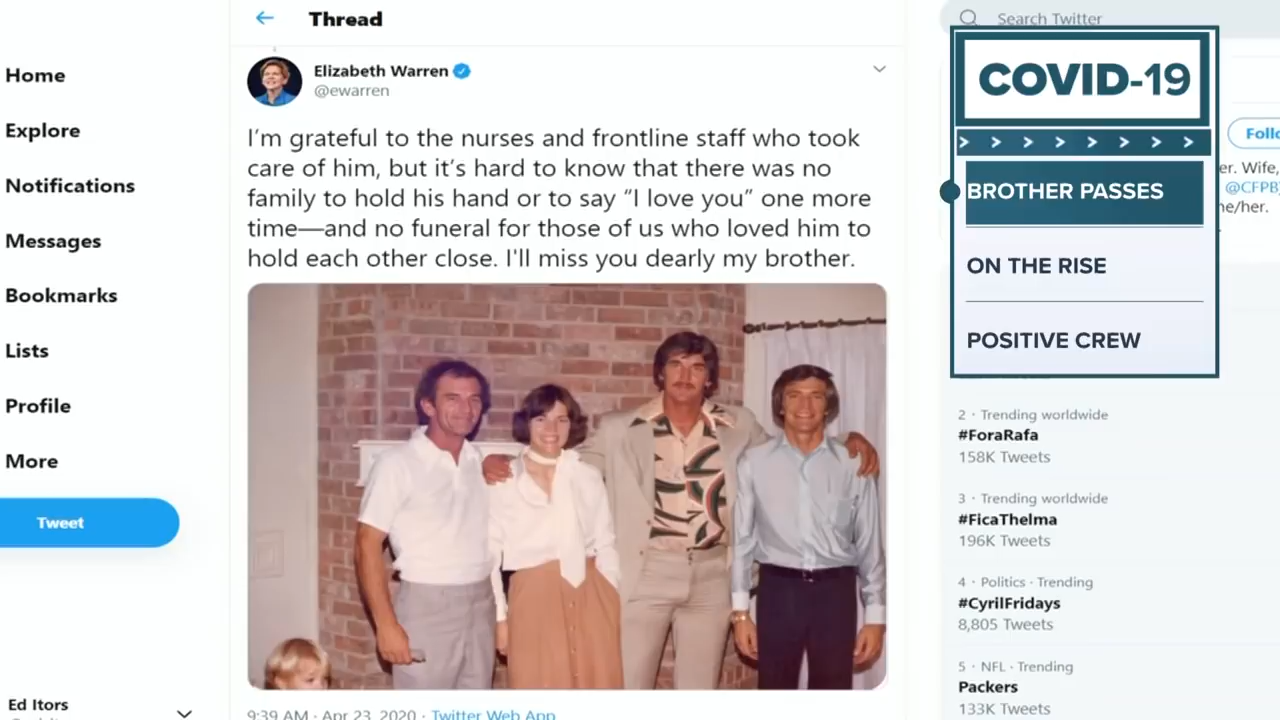 Thread
Search Twitter
Home
Explore
Notifications
Messages
Bookmarks
Lists
Profile
More
Tweet
Ed Itors
Elizabeth Warren
@ewarren
I'm grateful to the nurses and frontline staff who took
care of him, but it's hard to know that there was no
family to hold his hand or to say “I love you” one more
time—and no funeral for those of us who loved him to
hold each other close. I'll miss you dearly my brother.
9:39 AM · Apr 23, 2020 · Twitter Web App
COVID-19
BROTHER PASSES
ON THE RISE
POSITIVE CREW
er. Wife,
@CFPB
he/her.
2 · Trending worldwide
#ForaRafa
158K Tweets
3 · Trending worldwide
#FicaThelma
196K Tweets
4 · Politics · Trending
#CyrilFridays
8,805 Tweets
5 · NFL · Trending
Packers
133K Tweets